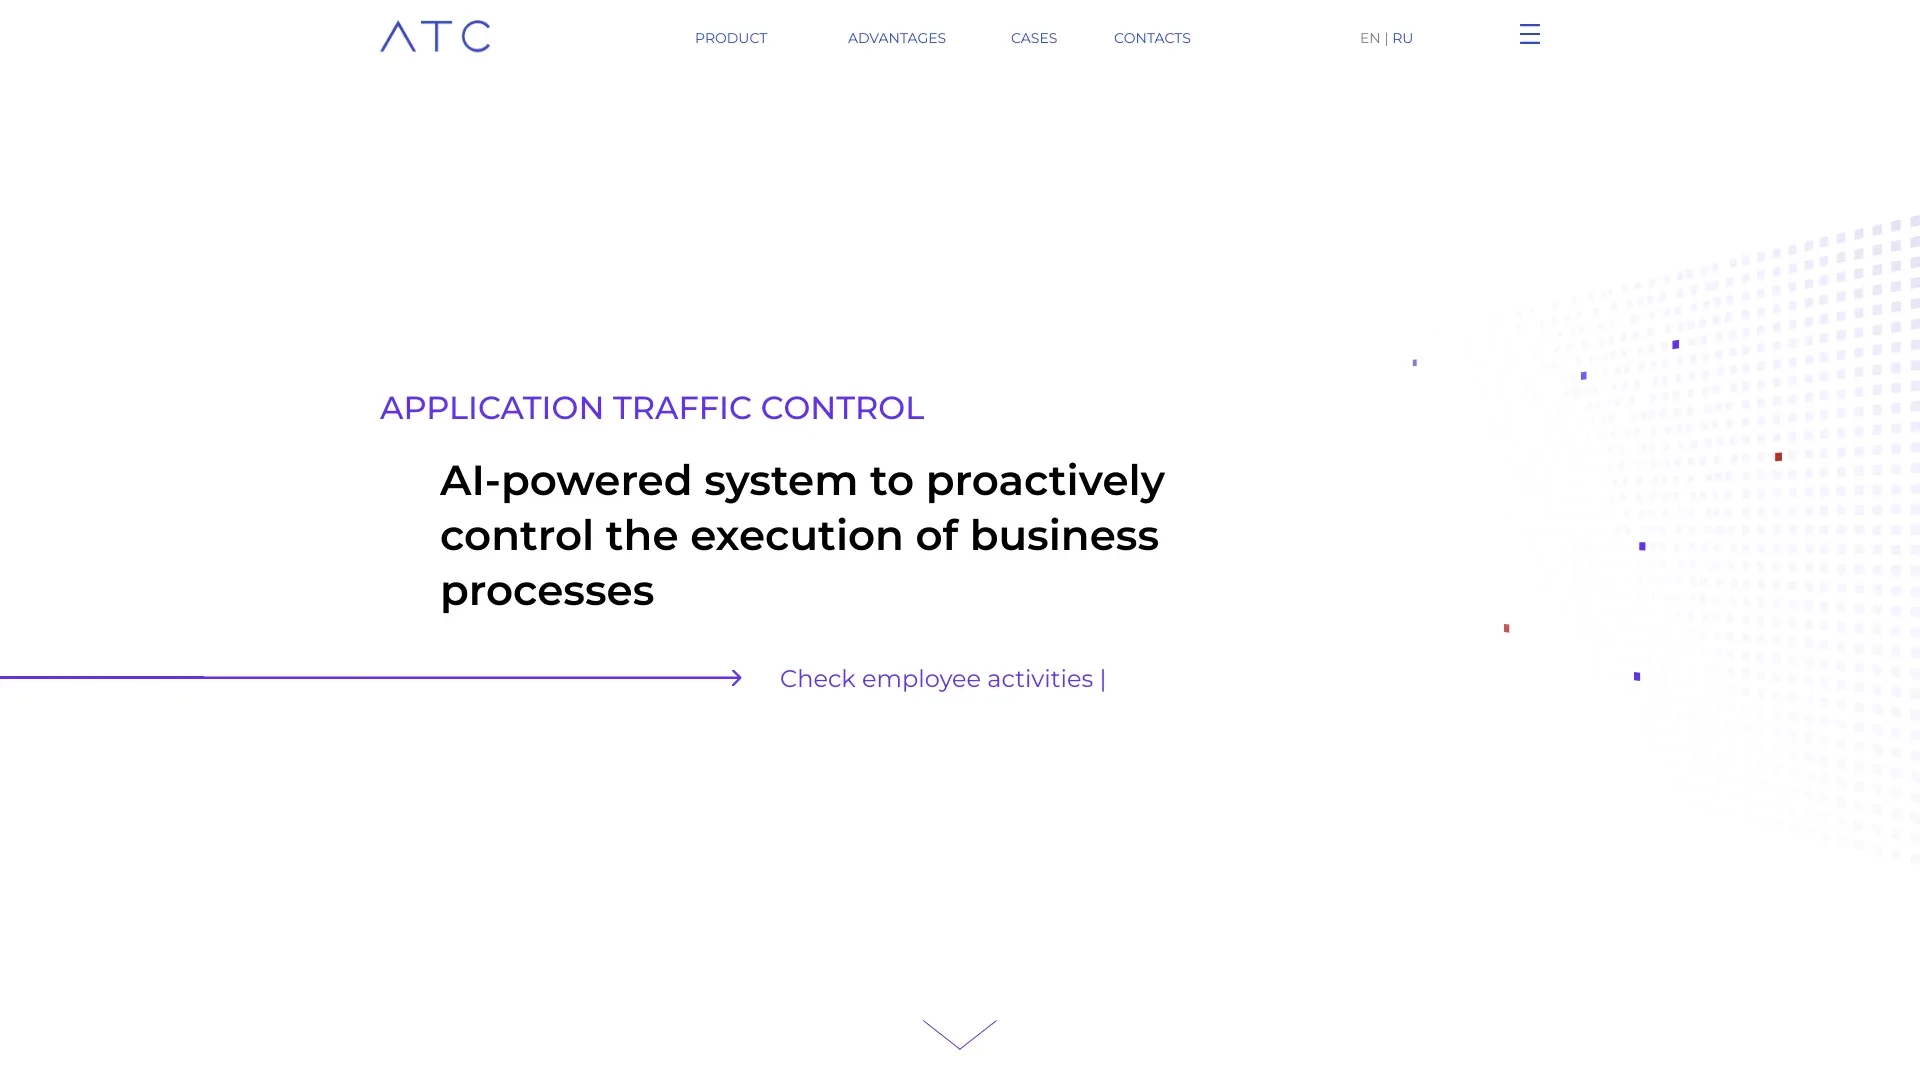 ATC
PRODUCT
ADVANTAGES
CASES
CONTACTS
EN | RU
APPLICATION TRAFFIC CONTROL
AI-powered system to proactively
control the execution of business
processes
Check employee activities |